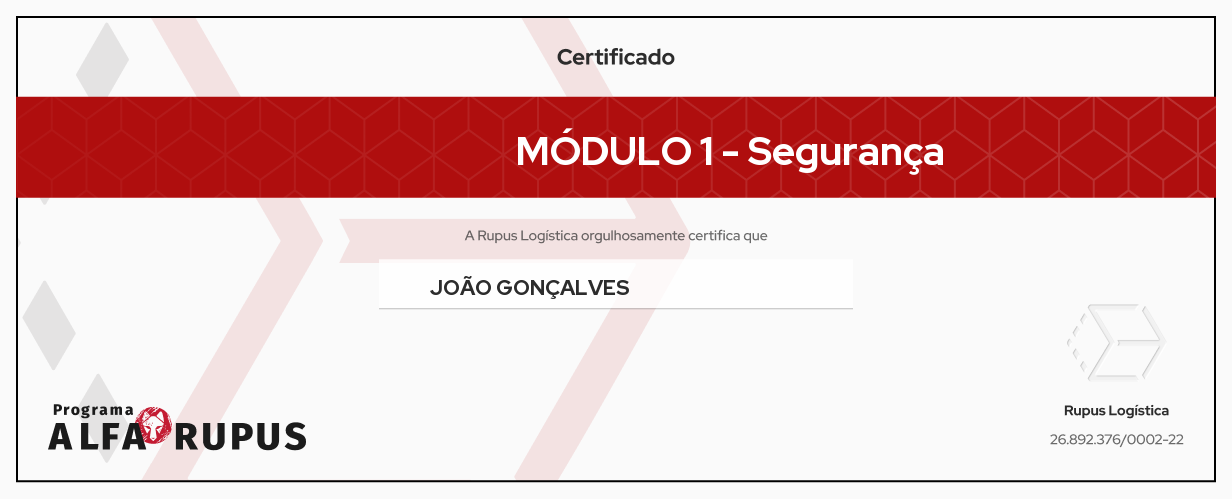 Certificado
MÓDULO 1 - Segurança
A Rupus Logística orgulhosamente certifica que
JOÃO GONÇALVES
Programa
ALFA RUPUS
Rupus Logística
26.892.376/0002-22